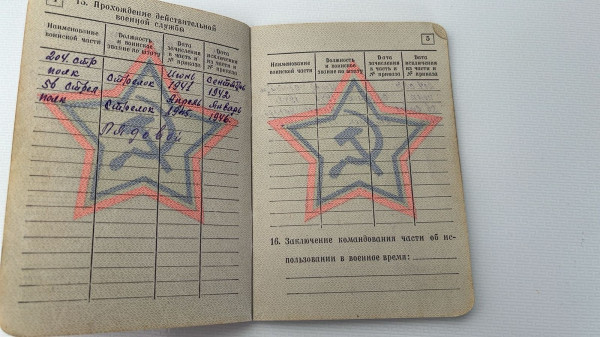 15. Прохождение действительной
военной службы
Наименование воинской части
Должность и воинское звание по штату
Дата зачисления в часть и № приказа
Дата исключения из части и № приказа
204 стр
полк
Стрелок
Июнь
1941
Сентябрь
1942
56 стрел
полк
Стрелок
Апрель
1945
Январь
1946
Рядовой
5
Наименование воинской части
Должность и воинское звание по штату
Дата зачисления в часть и № приказа
Дата исключения из части и № приказа
16. Заключение командования части об ис-
пользовании в военное время: